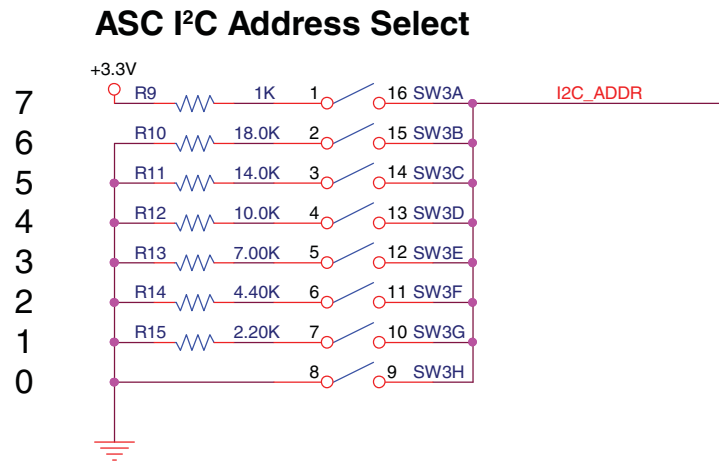 ASC I²C Address Select
+3.3V
7 R9 1K 1 16 SW3A I2C_ADDR
6 R10 18.0K 2 15 SW3B
5 R11 14.0K 3 14 SW3C
4 R12 10.0K 4 13 SW3D
3 R13 7.00K 5 12 SW3E
2 R14 4.40K 6 11 SW3F
1 R15 2.20K 7 10 SW3G
0 8 9 SW3H